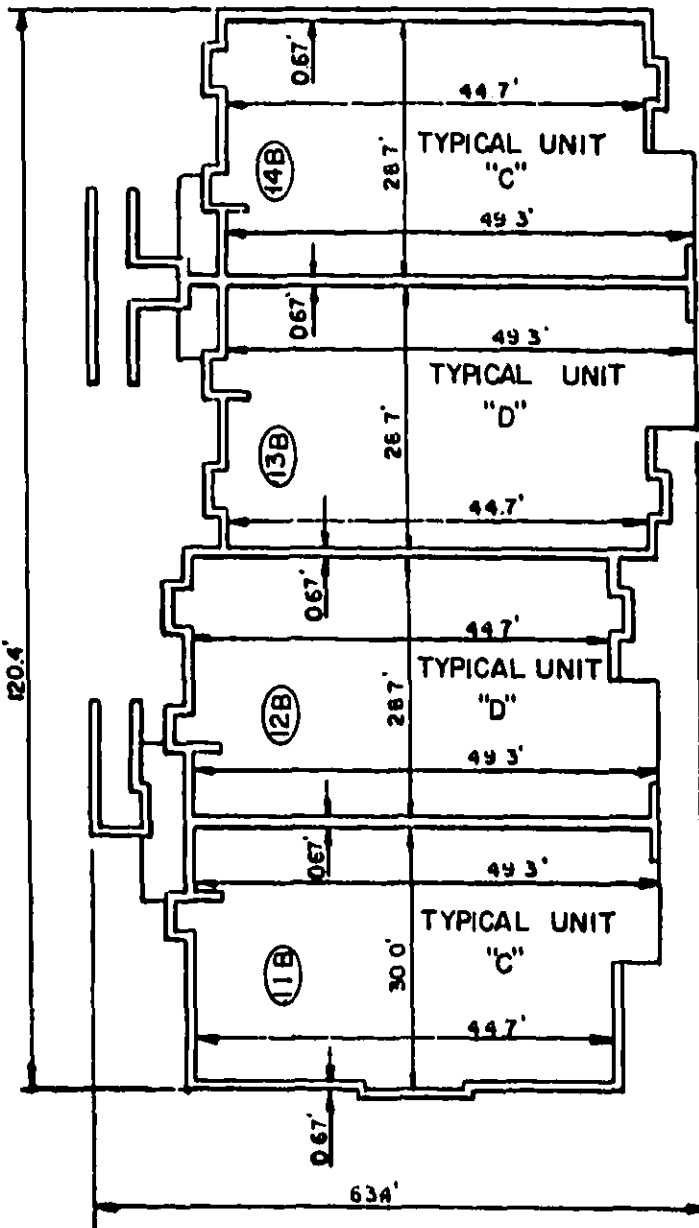 0.67'
44.7'
TYPICAL UNIT
"C"
14B
28.7'
49.3'
0.67'
49.3'
TYPICAL UNIT
"D"
13B
28.7'
44.7'
0.67'
44.7'
120.4'
TYPICAL UNIT
"D"
12B
28.7'
49.3'
0.67'
49.3'
TYPICAL UNIT
"C"
11B
30.0'
44.7'
0.67'
63.4'